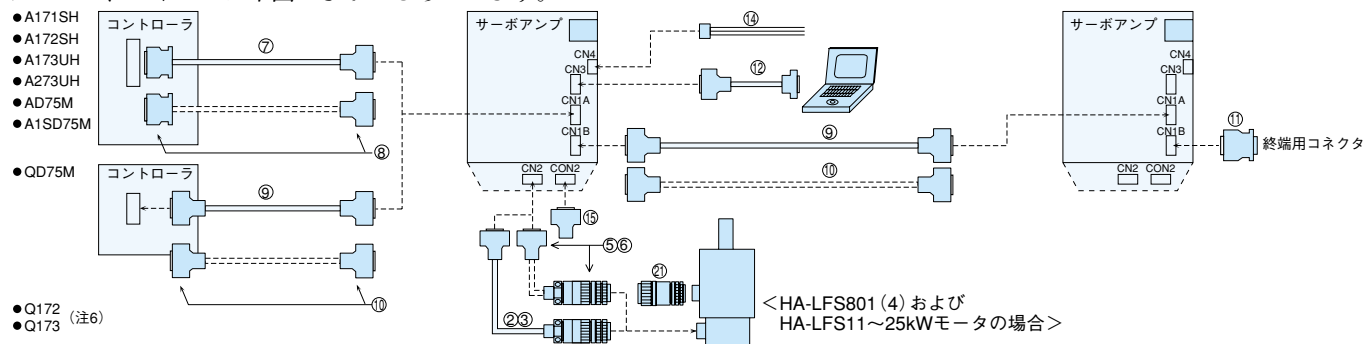 ●A171SH
●A172SH
●A173UH
●A273UH
●AD75M
●A1SD75M
コントローラ
⑦
⑧
●QD75M
コントローラ
⑨
⑩
●Q172
●Q173
(注6)
サーボアンプ
CN4
CN3
CN1A
CN1B
CN2
CON2
⑭
⑫
⑨
⑩
⑮
⑤⑥
②③
㉑
<HA-LFS801(4)および
HA-LFS11~25kWモータの場合>
サーボアンプ
CN4
CN3
CN1A
CN1B
CN2
CON2
⑪
終端用コネクタ